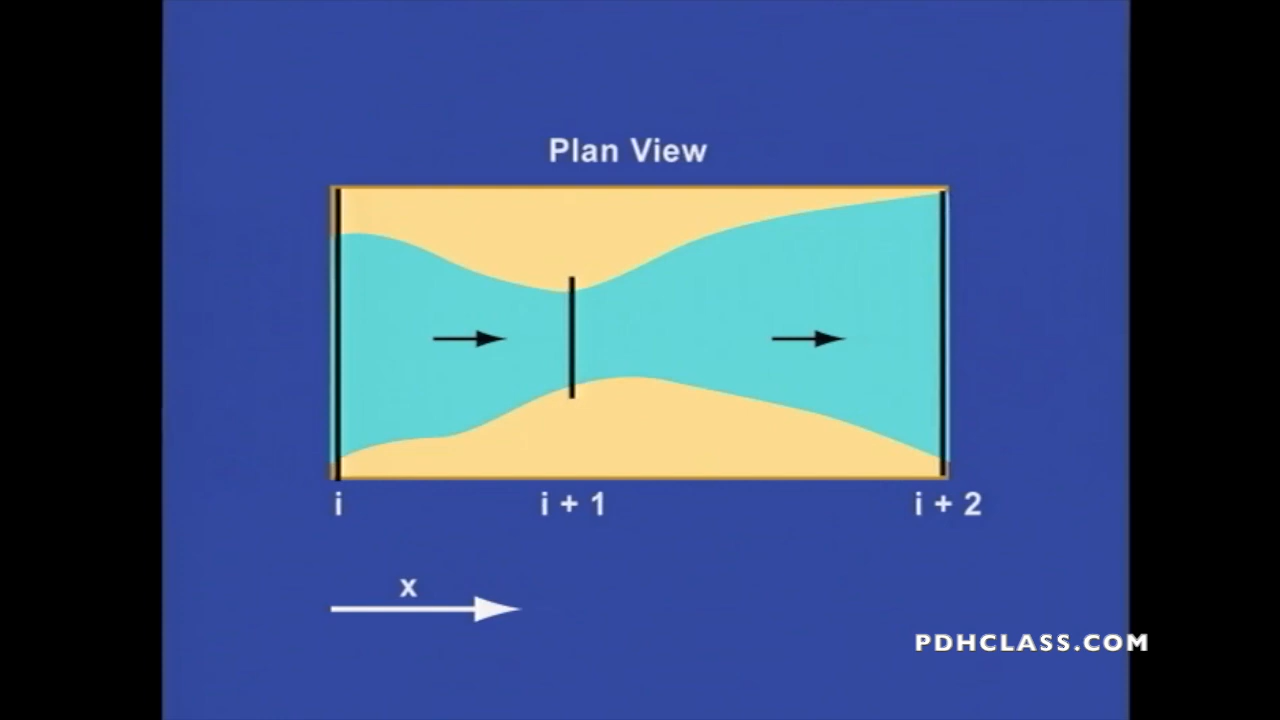 Plan View
i
i + 1
i + 2
x
PDHCLASS.COM